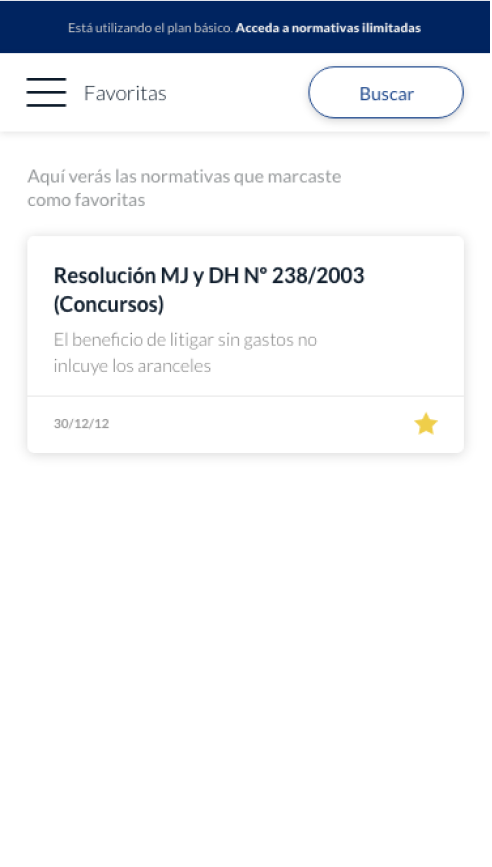 Está utilizando el plan básico. Acceda a normativas ilimitadas
Favoritas
Buscar
Aquí verás las normativas que marcaste
como favoritas
Resolución MJ y DH Nº 238/2003
(Concursos)
El beneficio de litigar sin gastos no
inlcuye los aranceles
30/12/12